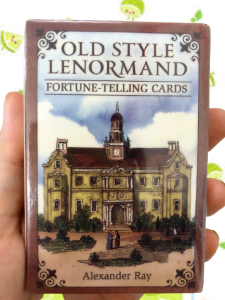 OLD STYLE
LENORMAND
FORTUNE-TELLING CARDS
Alexander Ray